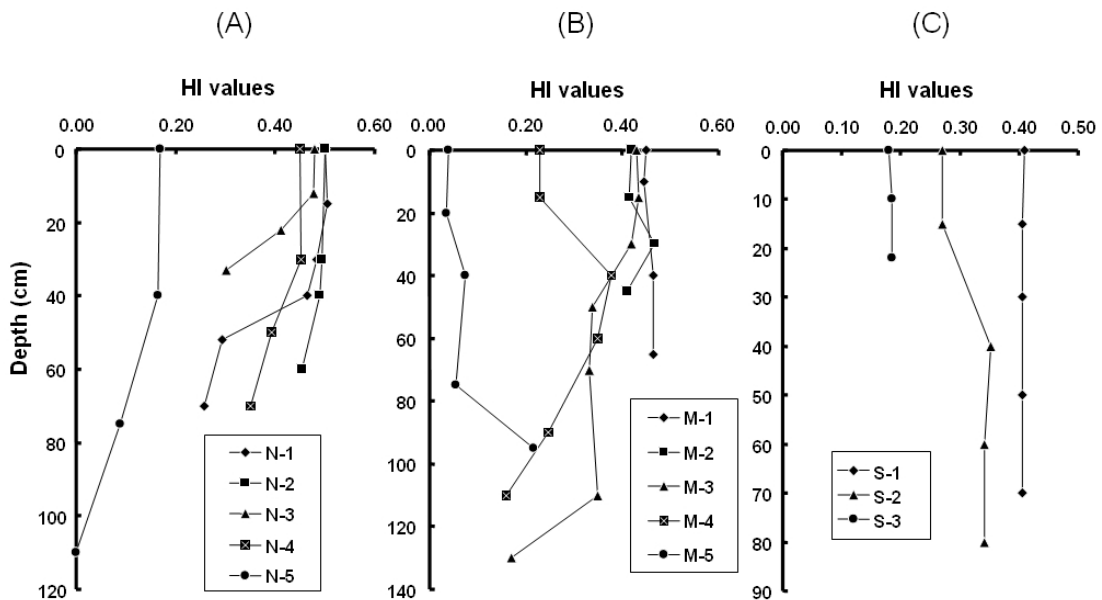 (A)
HI values
0.00 0.20 0.40 0.60
0
20
40
60
80
100
120
Depth (cm)
N-1
N-2
N-3
N-4
N-5
(B)
HI values
0.00 0.20 0.40 0.60
0
20
40
60
80
100
120
140
M-1
M-2
M-3
M-4
M-5
(C)
HI values
0.00 0.10 0.20 0.30 0.40 0.50
0
10
20
30
40
50
60
70
80
90
S-1
S-2
S-3